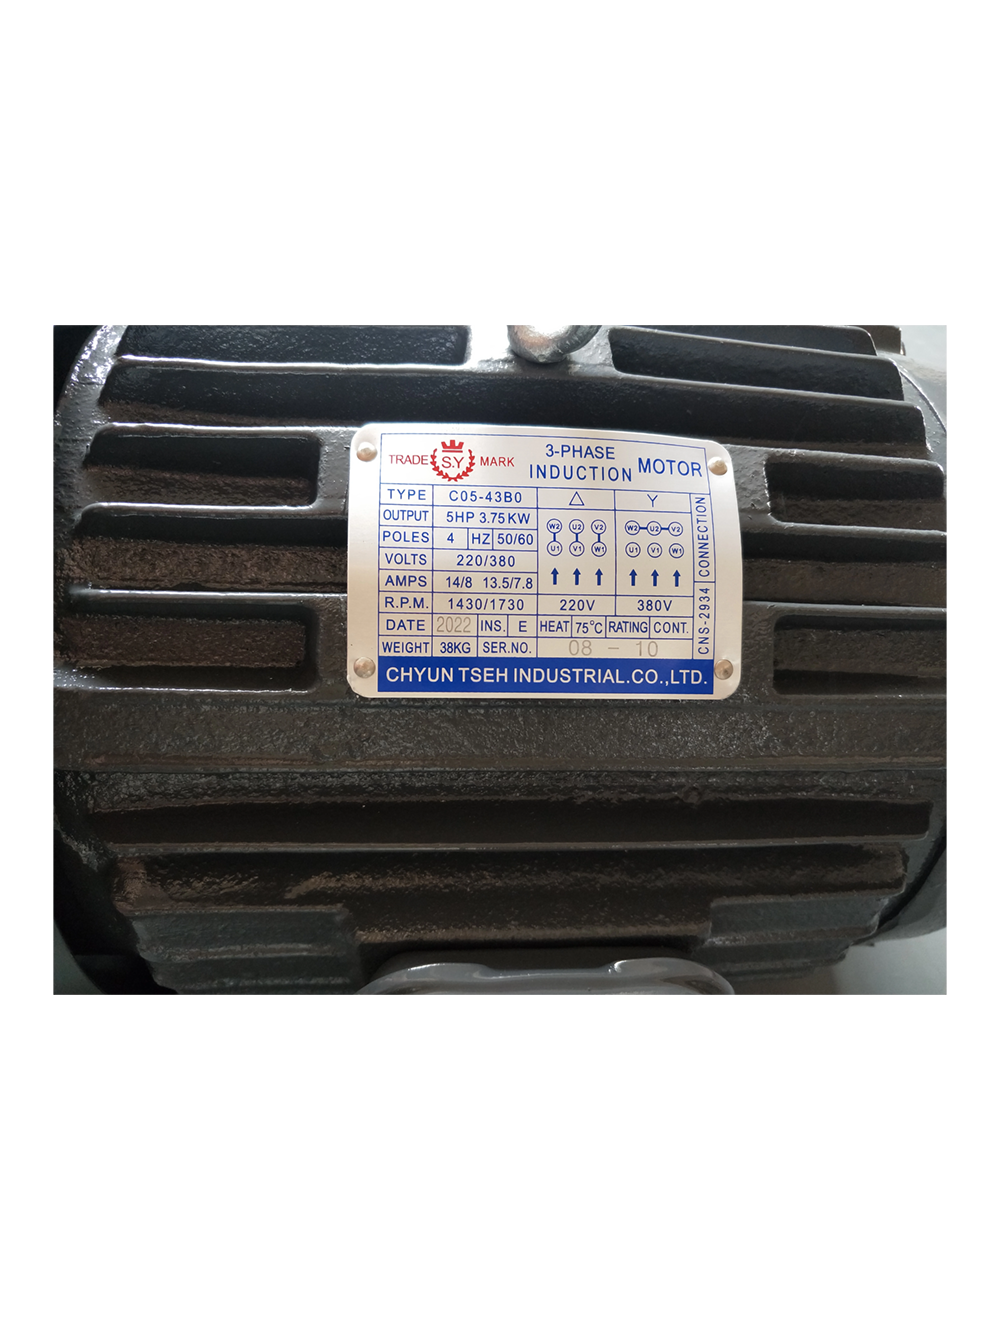 TRADE S.Y MARK
3-PHASE
INDUCTION MOTOR
TYPE C05-43B0 △ Y
OUTPUT 5HP 3.75KW
POLES 4 HZ 50/60
W2 U2 V2 W2 U2 V2
U1 V1 W1 U1 V1 W1
VOLTS 220/380
AMPS 14/8 13.5/7.8
R.P.M. 1430/1730 220V 380V
DATE 2022 INS. E HEAT 75°C RATING CONT.
WEIGHT 38KG SER.NO. 08 - 10
CNS-2934 CONNECTION
CHYUN TSEH INDUSTRIAL.CO.,LTD.